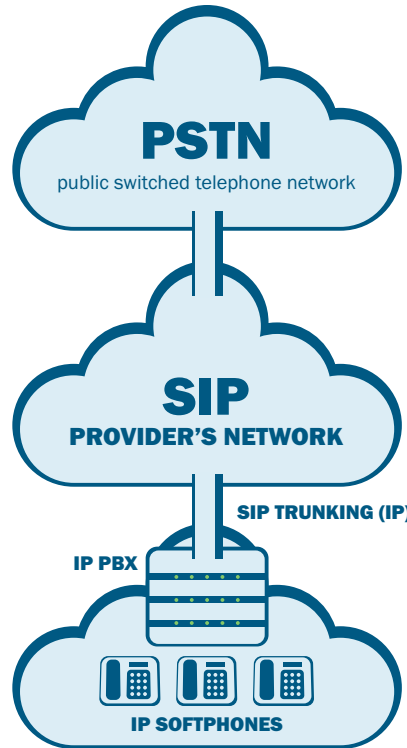 PSTN
public switched telephone network
SIP
PROVIDER'S NETWORK
SIP TRUNKING (IP)
IP PBX
IP SOFTPHONES